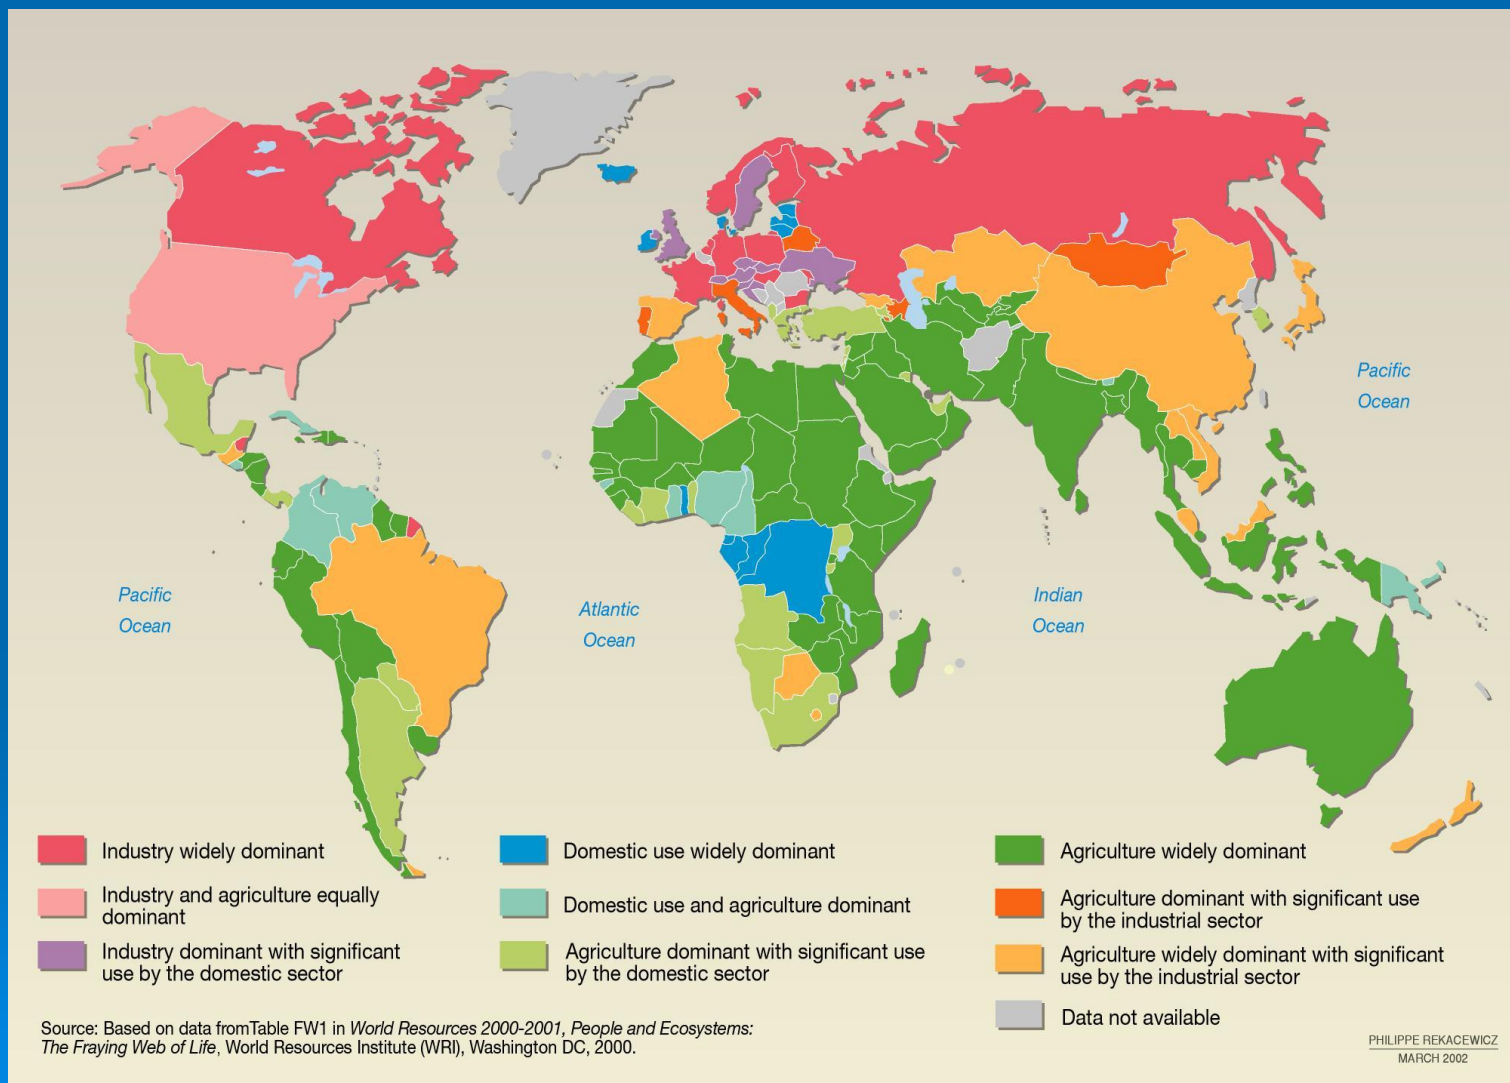 Pacific
Ocean
Pacific
Ocean
Atlantic
Ocean
Indian
Ocean
Industry widely dominant
Industry and agriculture equally
dominant
Industry dominant with significant
use by the domestic sector
Domestic use widely dominant
Domestic use and agriculture dominant
Agriculture dominant with significant use
by the domestic sector
Agriculture widely dominant
Agriculture dominant with significant use
by the industrial sector
Agriculture widely dominant with significant
use by the industrial sector
Data not available
Source: Based on data fromTable FW1 in World Resources 2000-2001, People and Ecosystems:
The Fraying Web of Life, World Resources Institute (WRI), Washington DC, 2000.
PHILIPPE REKACEWICZ
MARCH 2002